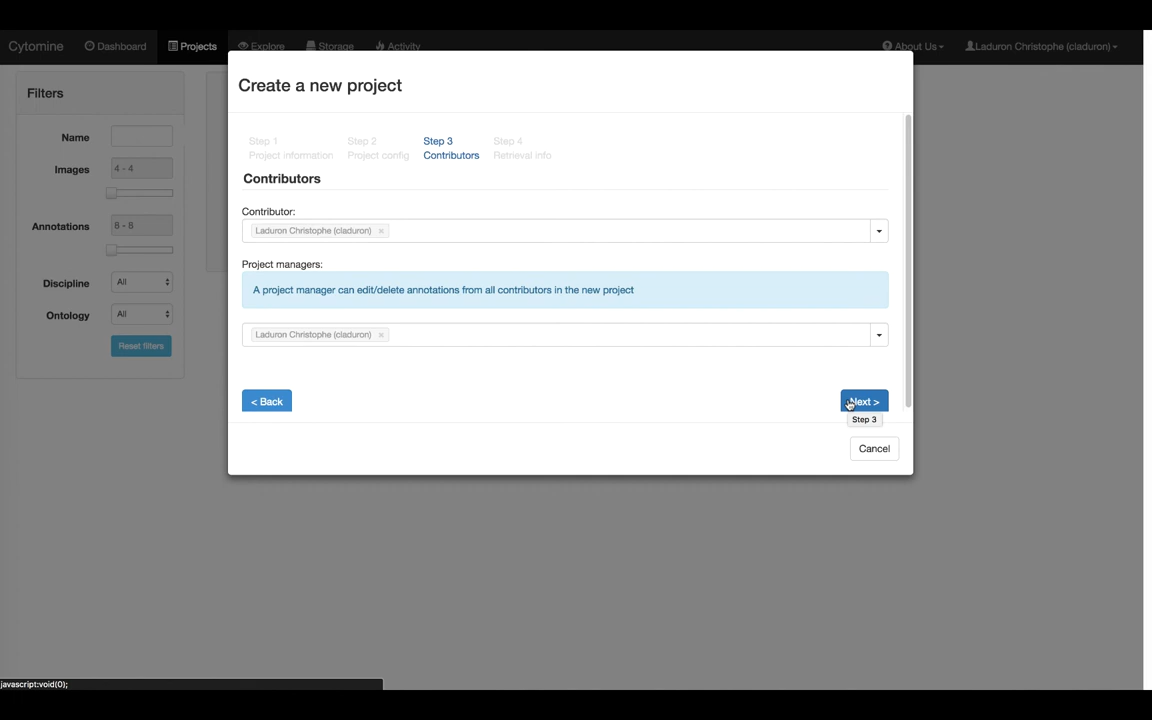 Cytomine Dashboard Projects Explore Storage Activity About Us Laduron Christophe (claduron)
Create a new project
Filters
Name
Images 4 - 4
Annotations 8 - 8
Discipline All
Ontology All
Reset filters
Step 1 Step 2 Step 3 Step 4
Project information Project config Contributors Retrieval info
Contributors
Contributor:
Laduron Christophe (claduron) ×
Project managers:
A project manager can edit/delete annotations from all contributors in the new project
Laduron Christophe (claduron) ×
< Back Next >
Step 3
Cancel
javascript:void(0);